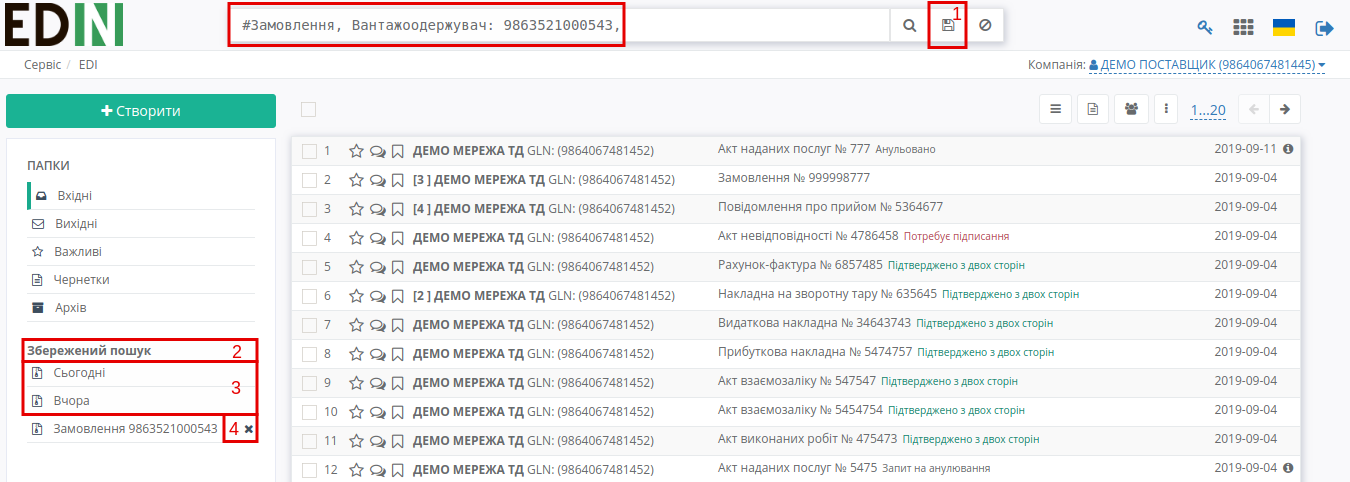 EDIN
#Замовлення, Вантажоодержувач: 9863521000543,
1
Сервіс / EDI
Компанія: ДЕМО ПОСТАЩИК (9864067481445)
Створити
1...20
ПАПКИ
Вхідні
Вихідні
Важливі
Чернетки
Архів
Збережений пошук 2
Сьогодні
3
Вчора
Замовлення 9863521000543 4
1 ДЕМО МЕРЕЖА ТД GLN: (9864067481452) Акт наданих послуг № 777 Анульовано 2019-09-11
2 [3 ] ДЕМО МЕРЕЖА ТД GLN: (9864067481452) Замовлення № 999998777 2019-09-04
3 [4 ] ДЕМО МЕРЕЖА ТД GLN: (9864067481452) Повідомлення про прийом № 5364677 2019-09-04
4 ДЕМО МЕРЕЖА ТД GLN: (9864067481452) Акт невідповідності № 4786458 Потребує підписання 2019-09-04
5 ДЕМО МЕРЕЖА ТД GLN: (9864067481452) Рахунок-фактура № 6857485 Підтверджено з двох сторін 2019-09-04
6 [2 ] ДЕМО МЕРЕЖА ТД GLN: (9864067481452) Накладна на зворотну тару № 635645 Підтверджено з двох сторін 2019-09-04
7 ДЕМО МЕРЕЖА ТД GLN: (9864067481452) Видаткова накладна № 34643743 Підтверджено з двох сторін 2019-09-04
8 ДЕМО МЕРЕЖА ТД GLN: (9864067481452) Прибуткова накладна № 5474757 Підтверджено з двох сторін 2019-09-04
9 ДЕМО МЕРЕЖА ТД GLN: (9864067481452) Акт взаємозаліку № 547547 Підтверджено з двох сторін 2019-09-04
10 ДЕМО МЕРЕЖА ТД GLN: (9864067481452) Акт взаємозаліку № 5454754 Підтверджено з двох сторін 2019-09-04
11 ДЕМО МЕРЕЖА ТД GLN: (9864067481452) Акт виконаних робіт № 475473 Підтверджено з двох сторін 2019-09-04
12 ДЕМО МЕРЕЖА ТД GLN: (9864067481452) Акт наданих послуг № 5475 Запит на анулювання 2019-09-04